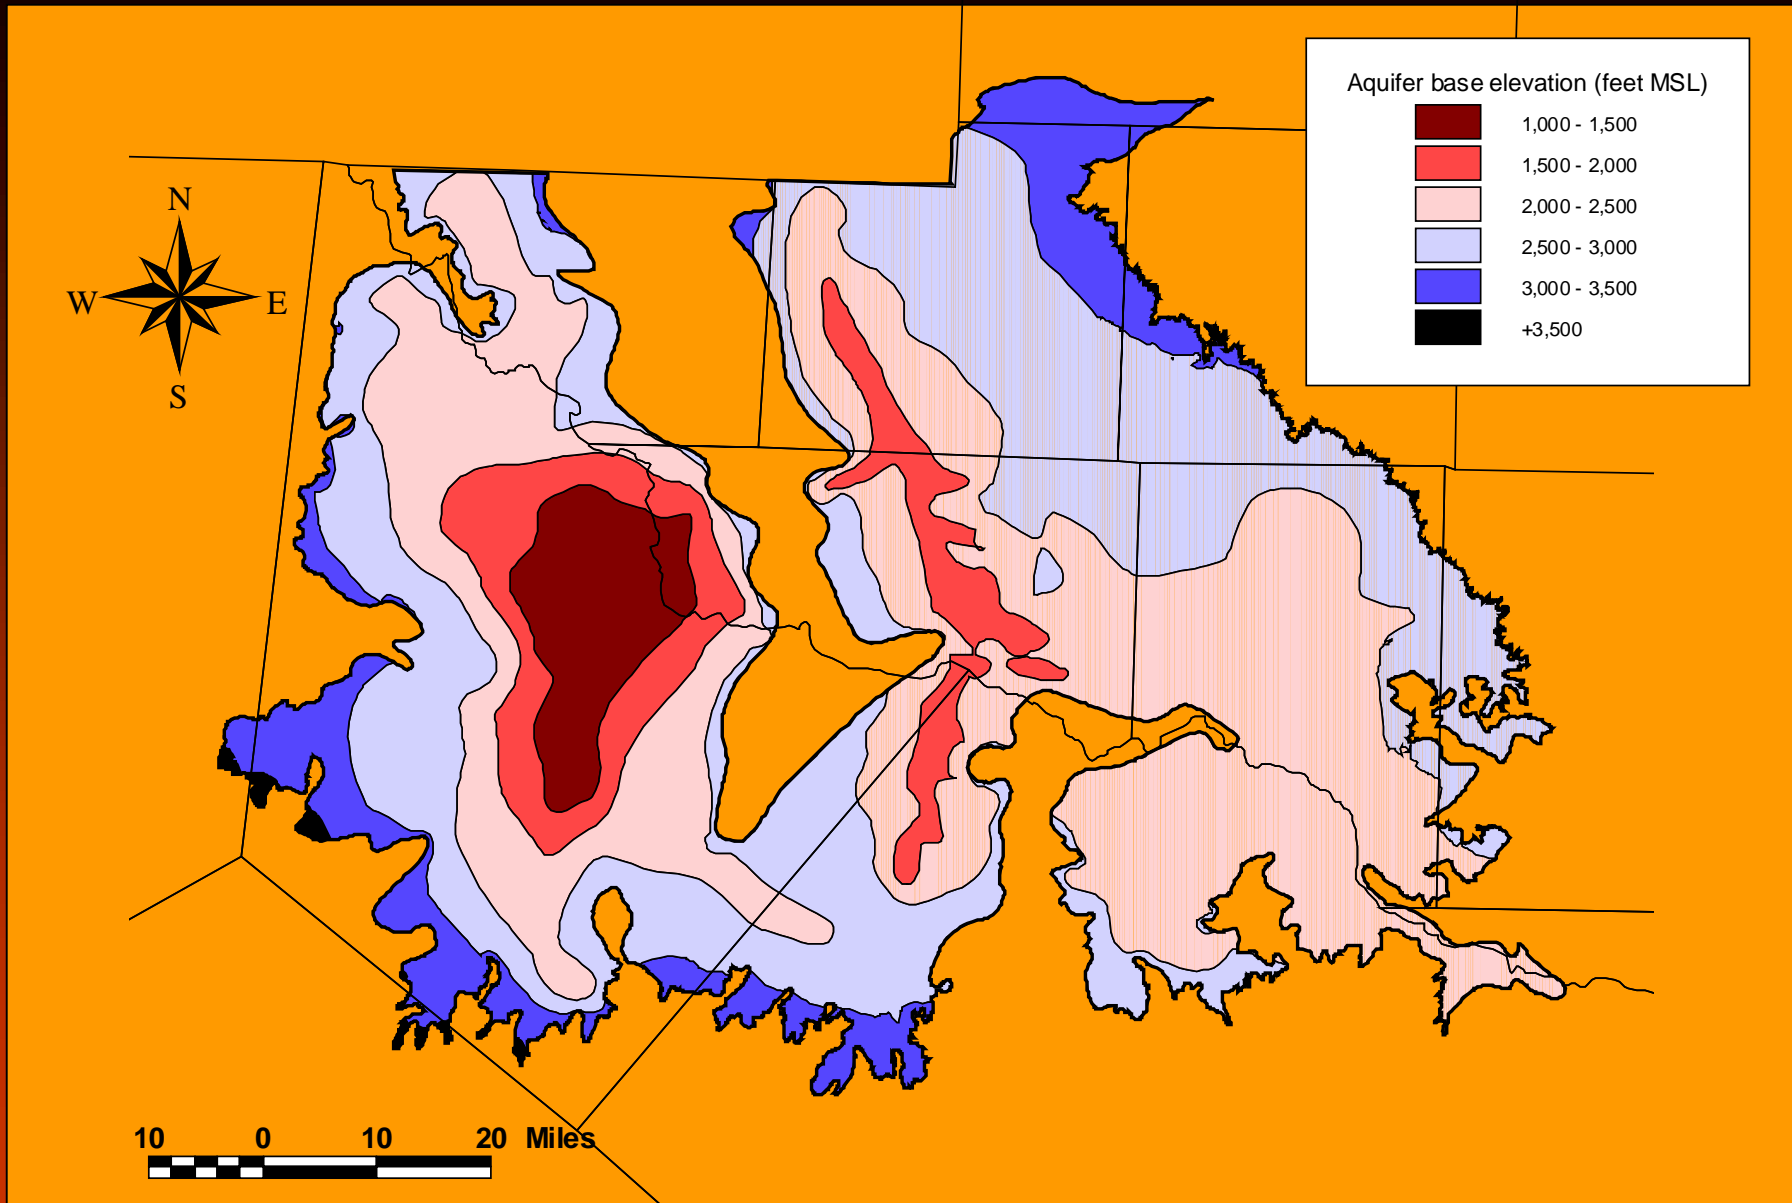 Aquifer base elevation (feet MSL)
1,000 - 1,500
1,500 - 2,000
2,000 - 2,500
2,500 - 3,000
3,000 - 3,500
+3,500
N
W E
S
10 0 10 20 Miles